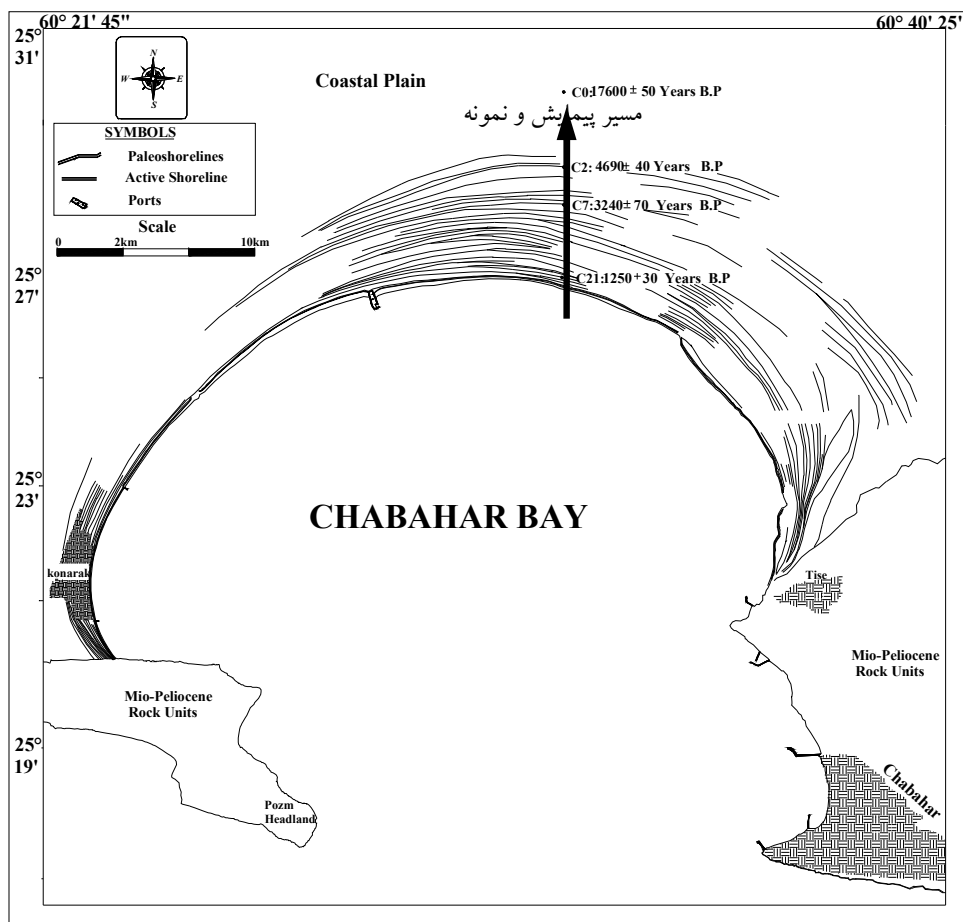 60° 21' 45"
60° 40' 25"
25°
31'
N
W
E
S
Coastal Plain
C0:17600 ± 50 Years B.P
مسیر پیمایش و نمونه
SYMBOLS
Paleoshorelines
Active Shoreline
Ports
Scale
0
2km
10km
C2: 4690± 40 Years B.P
C7:3240±70 Years B.P
25°
27'
C21:1250+30 Years B.P
25°
23'
CHABAHAR BAY
konarak
Tise
Mio-Peliocene
Rock Units
Mio-Peliocene
Rock Units
25°
19'
Pozm
Headland
Chabahar